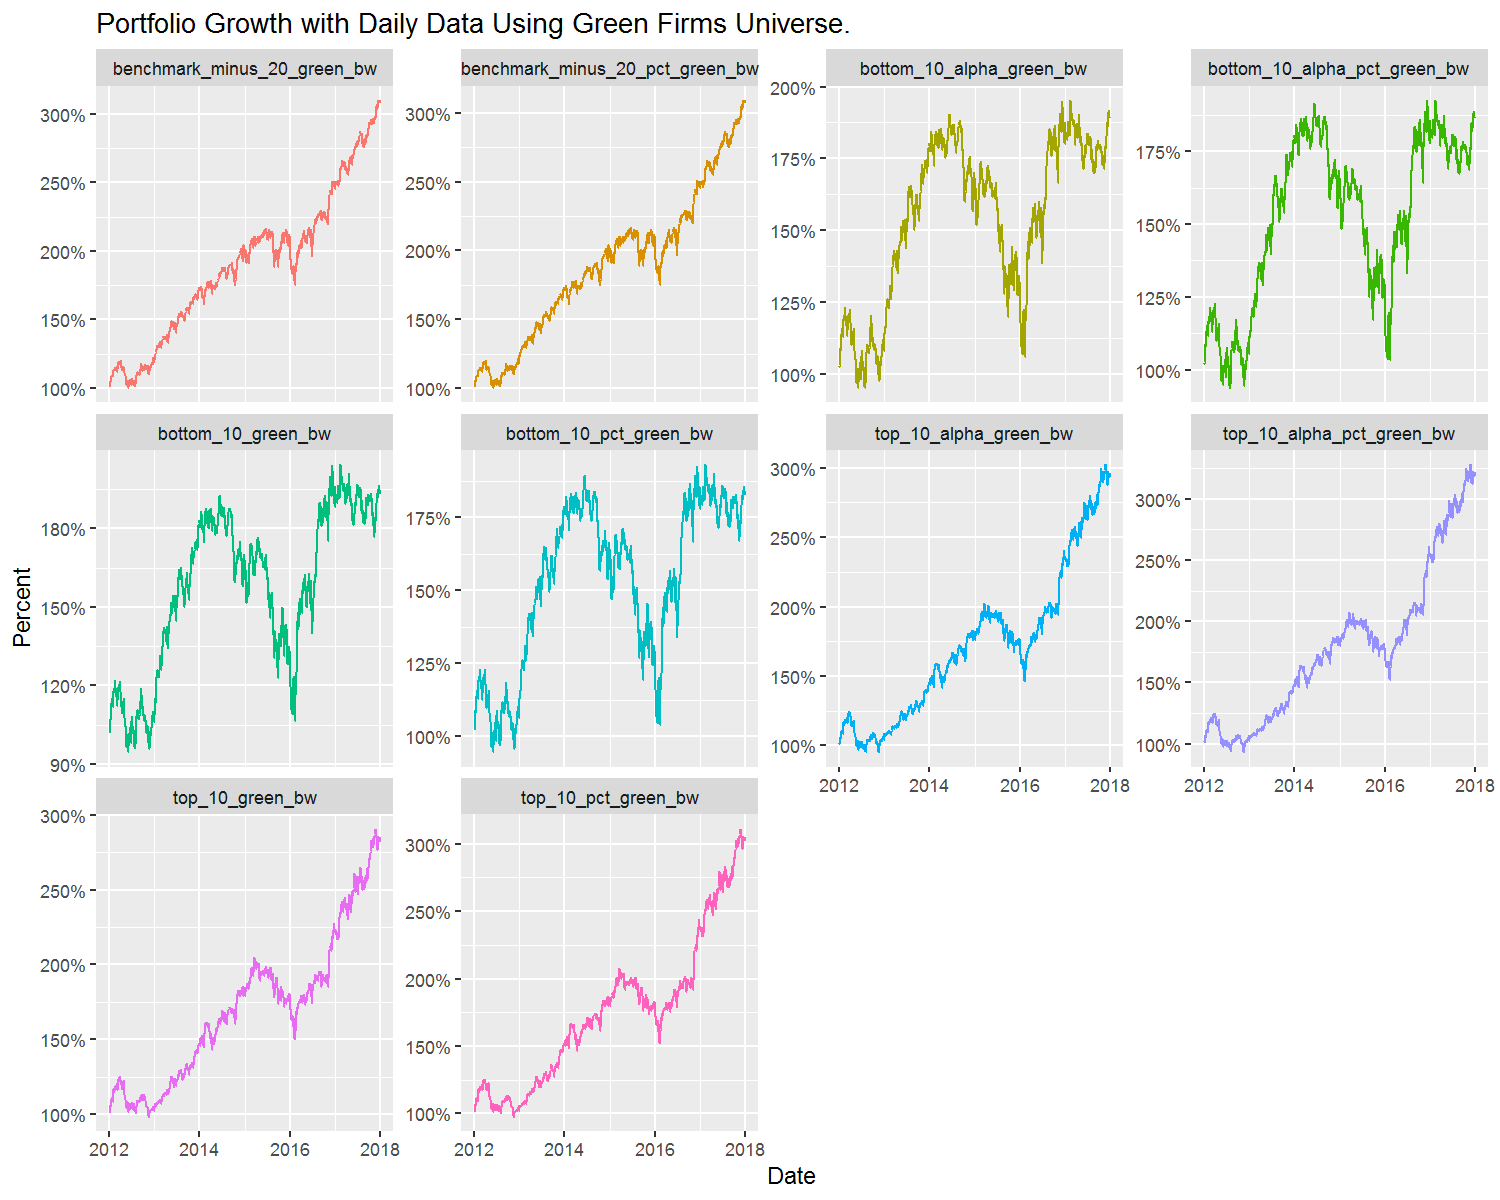 Portfolio Growth with Daily Data Using Green Firms Universe.
benchmark_minus_20_green_bw
benchmark_minus_20_pct_green_bw
bottom_10_alpha_green_bw
bottom_10_alpha_pct_green_bw
300%
250%
200%
150%
100%
300%
250%
200%
150%
100%
200%
175%
150%
125%
100%
175%
150%
125%
100%
bottom_10_green_bw
bottom_10_pct_green_bw
top_10_alpha_green_bw
top_10_alpha_pct_green_bw
180%
150%
120%
90%
175%
150%
125%
100%
300%
250%
200%
150%
100%
2012 2014 2016 2018
300%
250%
200%
150%
100%
2012 2014 2016 2018
top_10_green_bw
top_10_pct_green_bw
300%
250%
200%
150%
100%
2012 2014 2016 2018
300%
250%
200%
150%
100%
2012 2014 2016 2018
Percent
Date